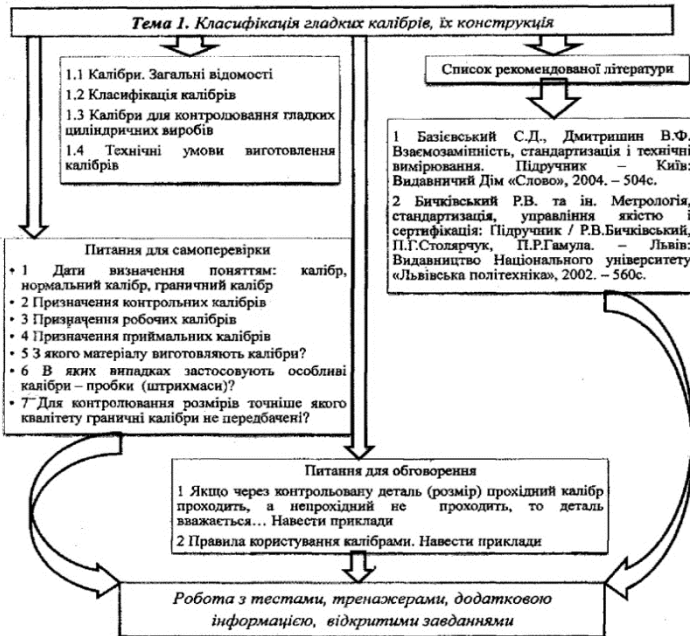 Тема 1. Класифікація гладких калібрів, їх конструкція
1.1 Калібри. Загальні відомості
1.2 Класифікація калібрів
1.3 Калібри для контролювання гладких
циліндричних виробів
1.4 Технічні умови виготовлення
калібрів
Список рекомендованої літератури
1 Базієвський С.Д., Дмитришин В.Ф.
Взаємозамінність, стандартизація і технічні
вимірювання. Підручник – Київ:
Видавничий Дім «Слово», 2004. – 504с.
2 Бичківський Р.В. та ін. Метрологія,
стандартизація, управління якістю і
сертифікація: Підручник / Р.В.Бичківський,
П.Г.Столярчук, П.Р.Гамула. – Львів:
Видавництво Національного університету
«Львівська політехніка», 2002. – 560с.
Питання для самоперевірки
• 1 Дати визначення поняттям: калібр,
нормальний калібр, граничний калібр
• 2 Призначення контрольних калібрів
• 3 Призначення робочих калібрів
• 4 Призначення приймальних калібрів
• 5 З якого матеріалу виготовляють калібри?
• 6 В яких випадках застосовують особливі
калібри – пробки (штрихмаси)?
• 7 Для контролювання розмірів точніше якого
квалітету граничні калібри не передбачені?
Питання для обговорення
1 Якщо через контрольовану деталь (розмір) прохідний калібр
проходить, а непрохідний не проходить, то деталь
вважається… Навести приклади
2 Правила користування калібрами. Навести приклади
Робота з тестами, тренажерами, додатковою
інформацією, відкритими завданнями